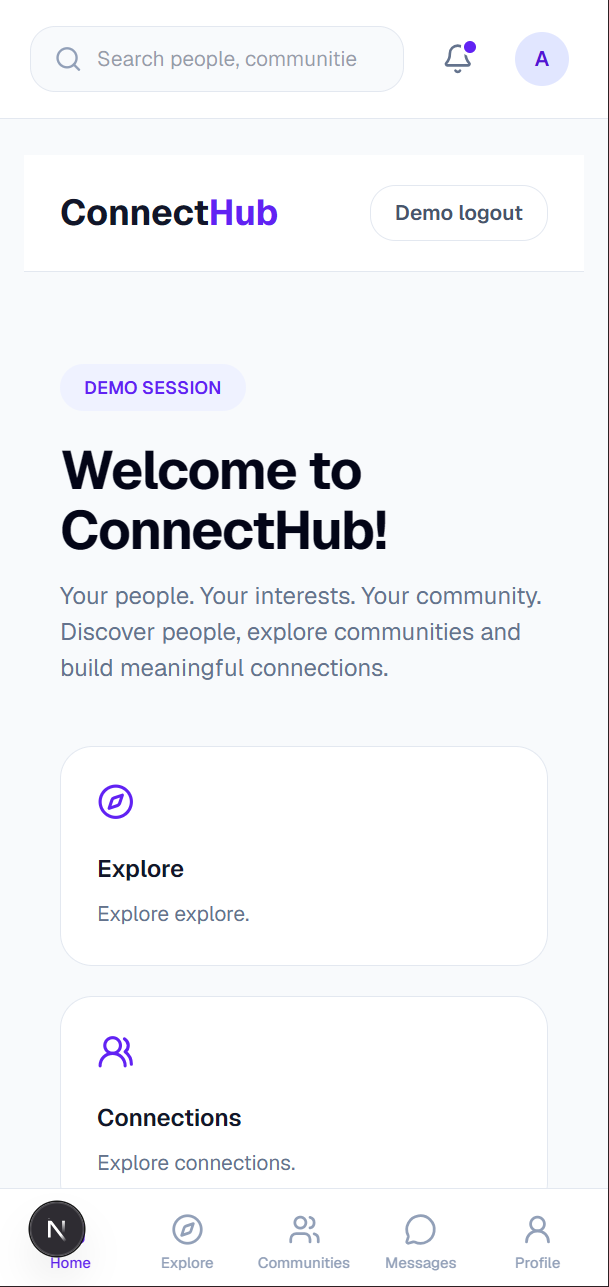 Search people, communitie
A
ConnectHub
Demo logout
DEMO SESSION
Welcome to
ConnectHub!
Your people. Your interests. Your community.
Discover people, explore communities and
build meaningful connections.
Explore
Explore explore.
Connections
Explore connections.
N
Home
Explore
Communities
Messages
Profile